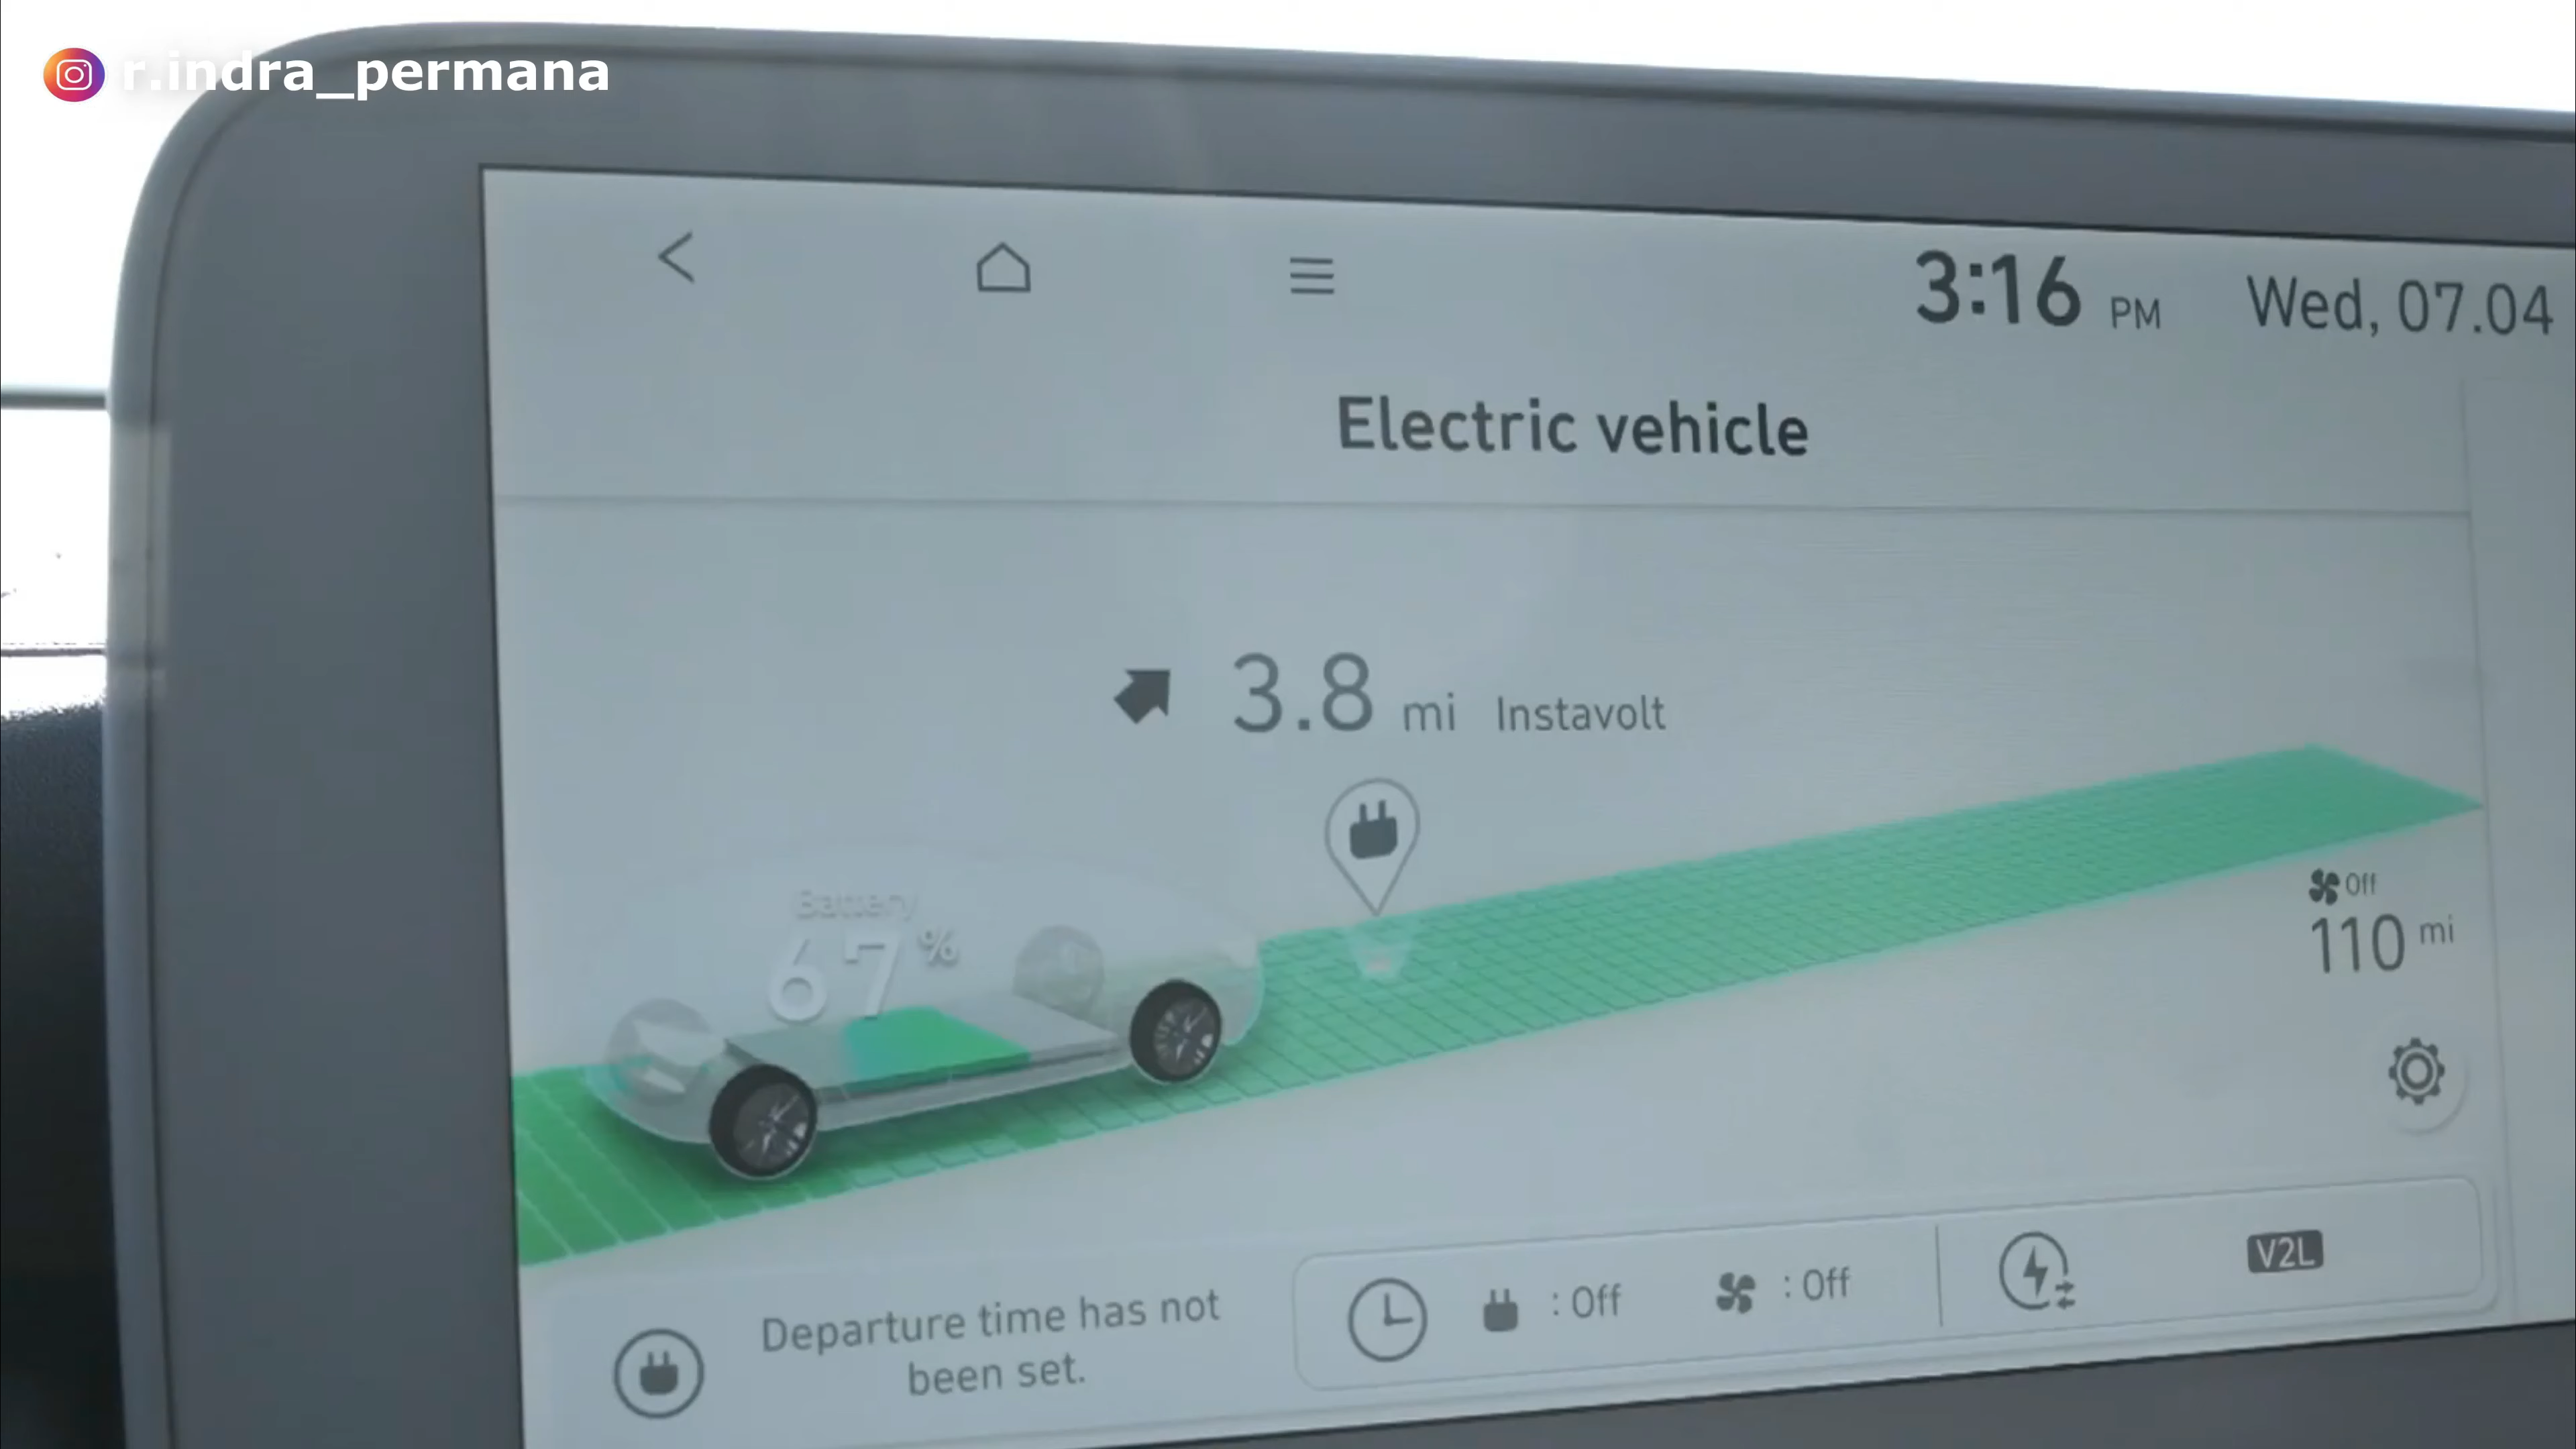 r.indra_permana
3:16 PM Wed, 07.04
Electric vehicle
3.8 mi Instavolt
Battery
67%
Off
110 mi
Departure time has not
been set.
: Off : Off V2L